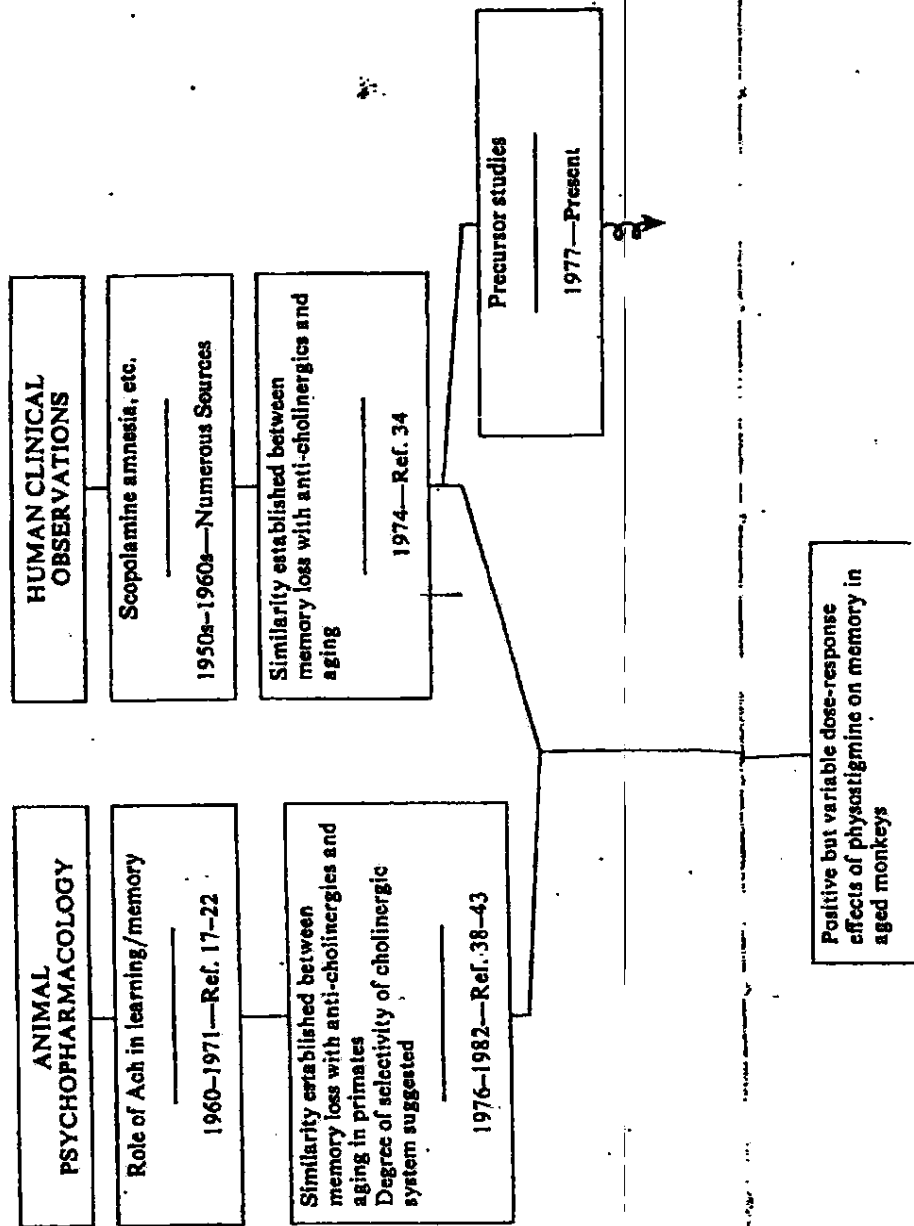 ANIMAL
PSYCHOPHARMACOLOGY
Role of Ach in learning/memory
1960–1971—Ref. 17–22
Similarity established between
memory loss with anti-cholinergies and
aging in primates
Degree of selectivity of cholinergic
system suggested
1976–1982—Ref. 38–43
HUMAN CLINICAL
OBSERVATIONS
Scopolamine amnesia, etc.
1950s–1960s—Numerous Sources
Similarity established between
memory loss with anti-cholinergics and
aging
1974—Ref. 34
Precursor studies
1977—Present
Positive but variable dose-response
effects of physostigmine on memory in
aged monkeys